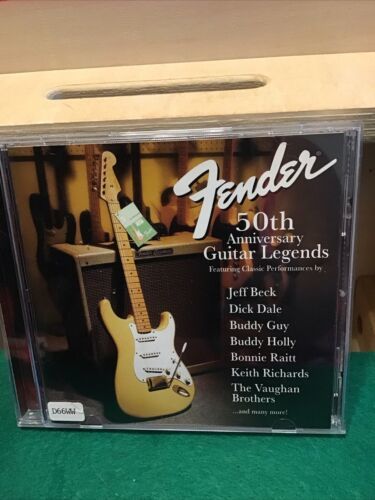 Fender
50th
Anniversary
Guitar Legends
Featuring Classic Performances by
Jeff Beck
Dick Dale
Buddy Guy
Buddy Holly
Bonnie Raitt
Keith Richards
The Vaughan
Brothers
...and many more!
D66WW